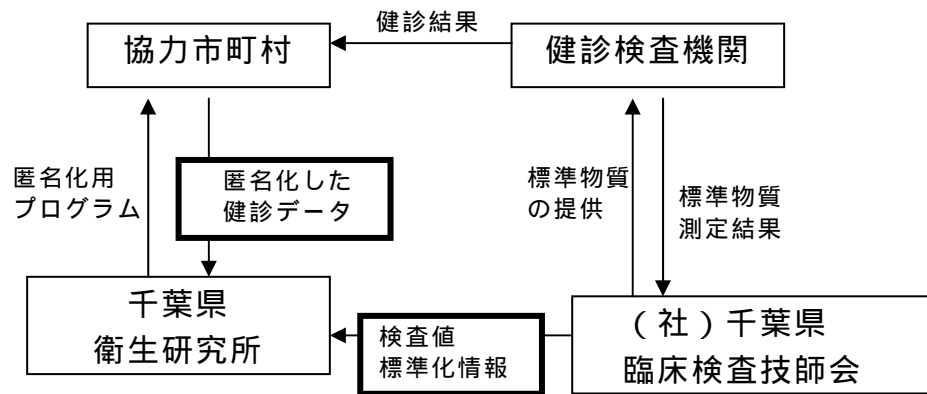 健診結果
協力市町村
健診検査機関
匿名化用
プログラム
匿名化した
健診データ
標準物質
の提供
標準物質
測定結果
千葉県
衛生研究所
検査値
標準化情報
(社)千葉県
臨床検査技師会